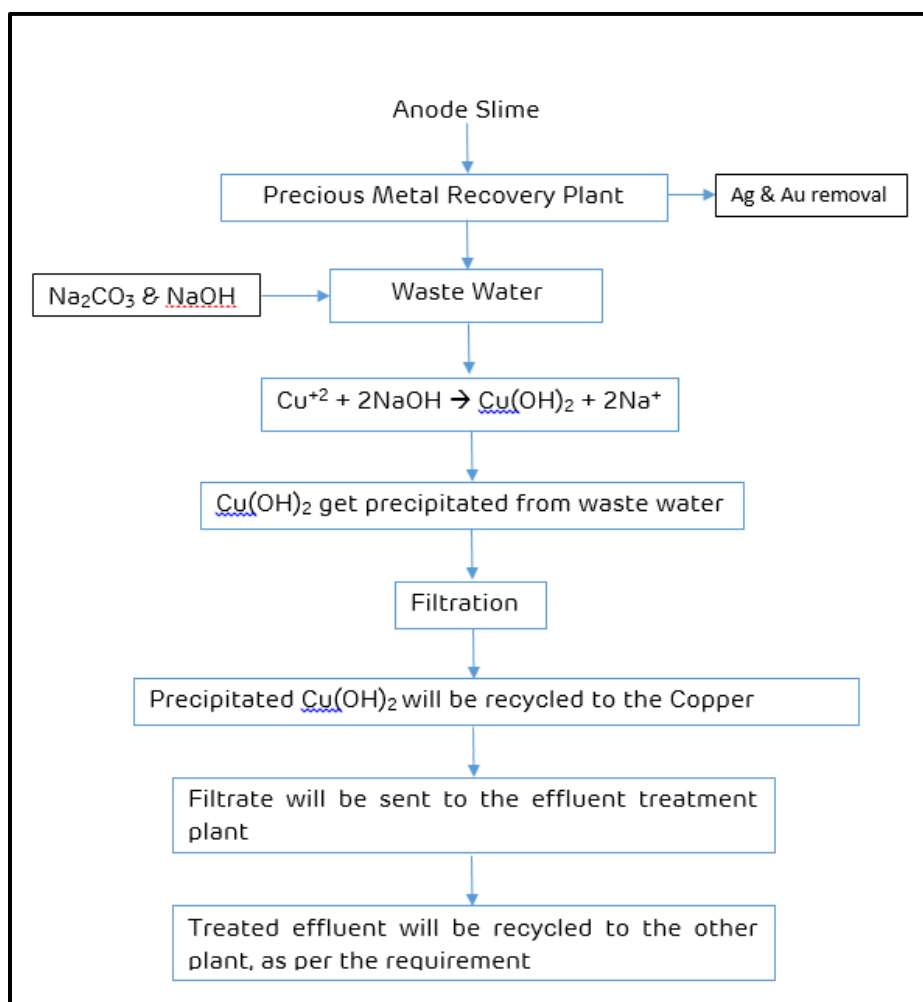 Anode Slime
Precious Metal Recovery Plant
Ag & Au removal
Na₂CO₃ & NaOH
Waste Water
Cu⁺² + 2NaOH → Cu(OH)₂ + 2Na⁺
Cu(OH)₂ get precipitated from waste water
Filtration
Precipitated Cu(OH)₂ will be recycled to the Copper
Filtrate will be sent to the effluent treatment
plant
Treated effluent will be recycled to the other
plant, as per the requirement